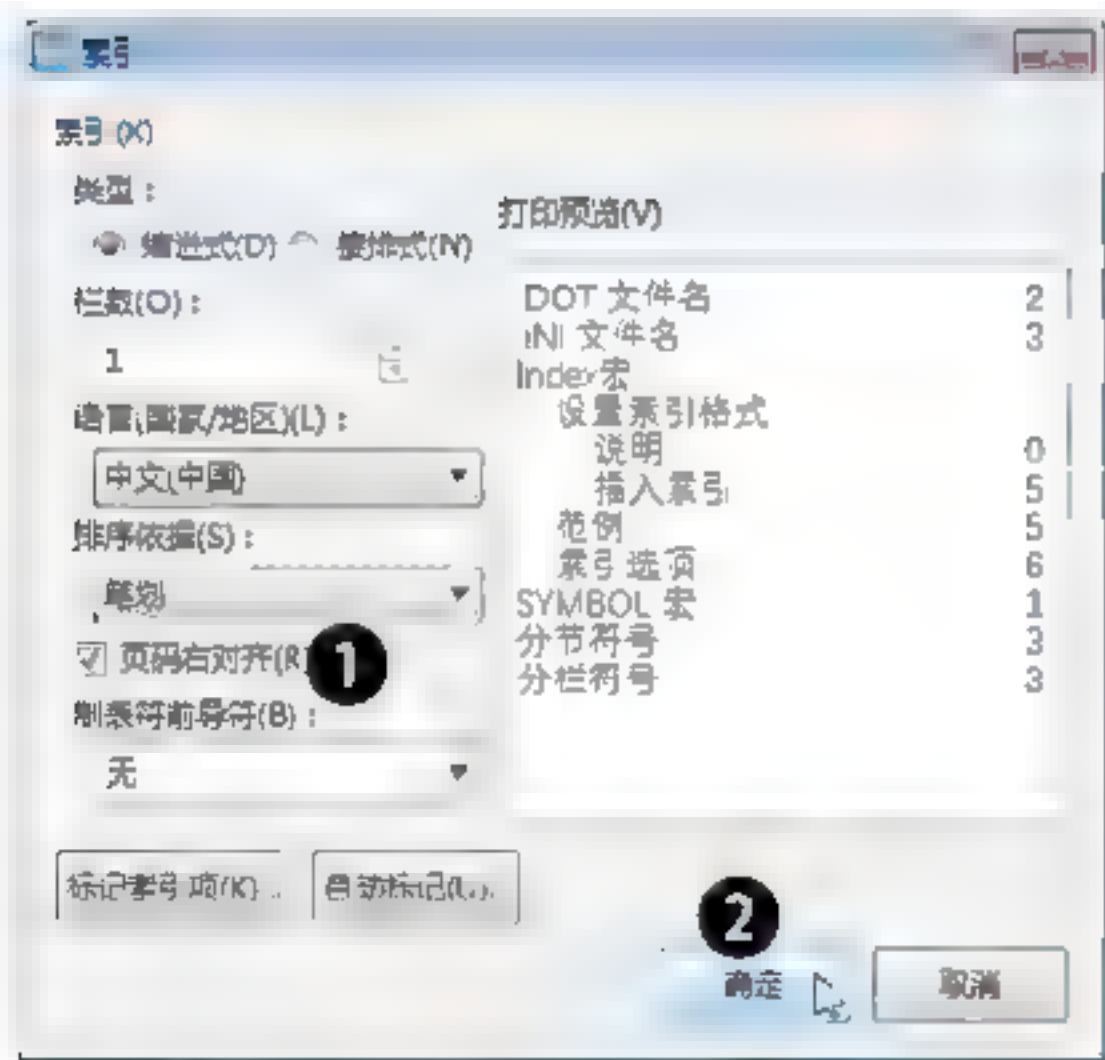 索引
索引(X)
类型：
缩进式(D) 接排式(N)
栏数(O)：
1
语言(国家/地区)(L)：
中文(中国)
排序依据(S)：
笔划
页码右对齐(R
1
制表符前导符(B)：
无
打印预览(V)
DOT 文件名 2
INI 文件名 3
Index宏
设置索引格式
说明 0
插入索引 5
范例 5
索引选项 6
SYMBOL 宏 1
分节符号 3
分栏符号 3
标记索引项(K)...
自动标记(U)...
2
确定
取消